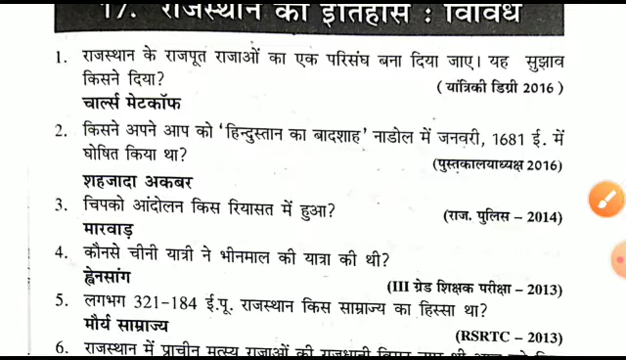 17. राजस्थान का इतिहास : विविध
1. राजस्थान के राजपूत राजाओं का एक परिसंघ बना दिया जाए। यह सुझाव
किसने दिया?
(यांत्रिकी डिग्री 2016)
चार्ल्स मेटकॉफ
2. किसने अपने आप को 'हिन्दुस्तान का बादशाह' नाडोल में जनवरी, 1681 ई. में
घोषित किया था?
(पुस्तकालयाध्यक्ष 2016)
शहजादा अकबर
3. चिपको आंदोलन किस रियासत में हुआ?
(राज. पुलिस – 2014)
मारवाड़
4. कौनसे चीनी यात्री ने भीनमाल की यात्रा की थी?
ह्वेनसांग
(III ग्रेड शिक्षक परीक्षा – 2013)
5. लगभग 321-184 ई.पू. राजस्थान किस साम्राज्य का हिस्सा था?
मौर्य साम्राज्य
(RSRTC – 2013)
6. राजस्थान में प्राचीन मत्स्य राजाओं की राजधानी